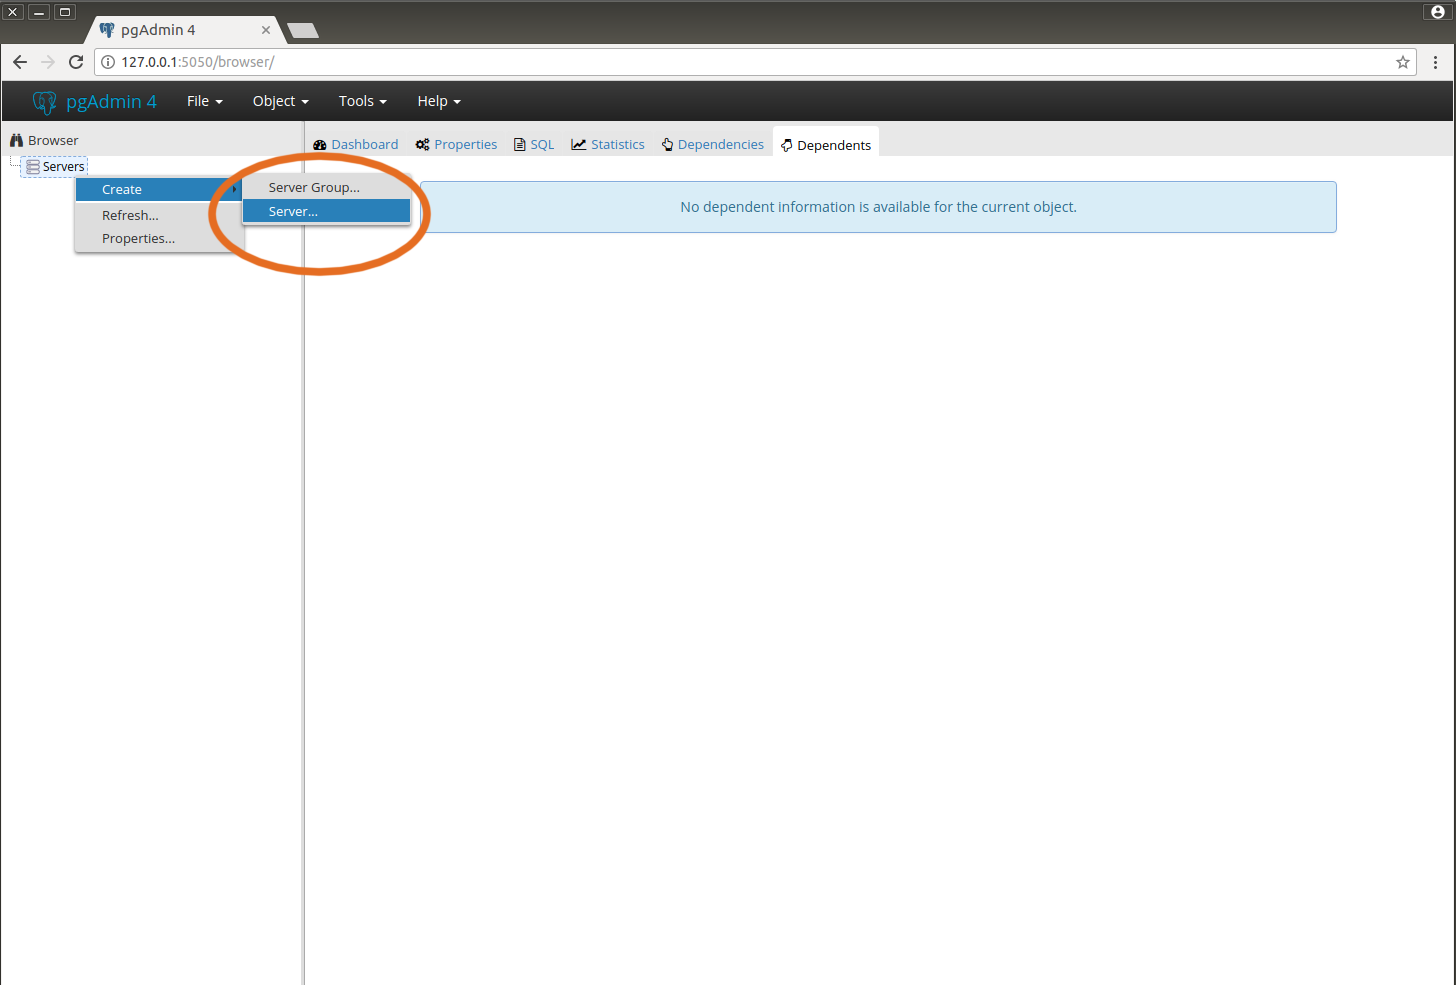 pgAdmin 4
127.0.0.1:5050/browser/
pgAdmin 4 File Object Tools Help
Browser
Dashboard Properties SQL Statistics Dependencies Dependents
Servers
Create
Refresh...
Properties...
Server Group...
Server...
No dependent information is available for the current object.